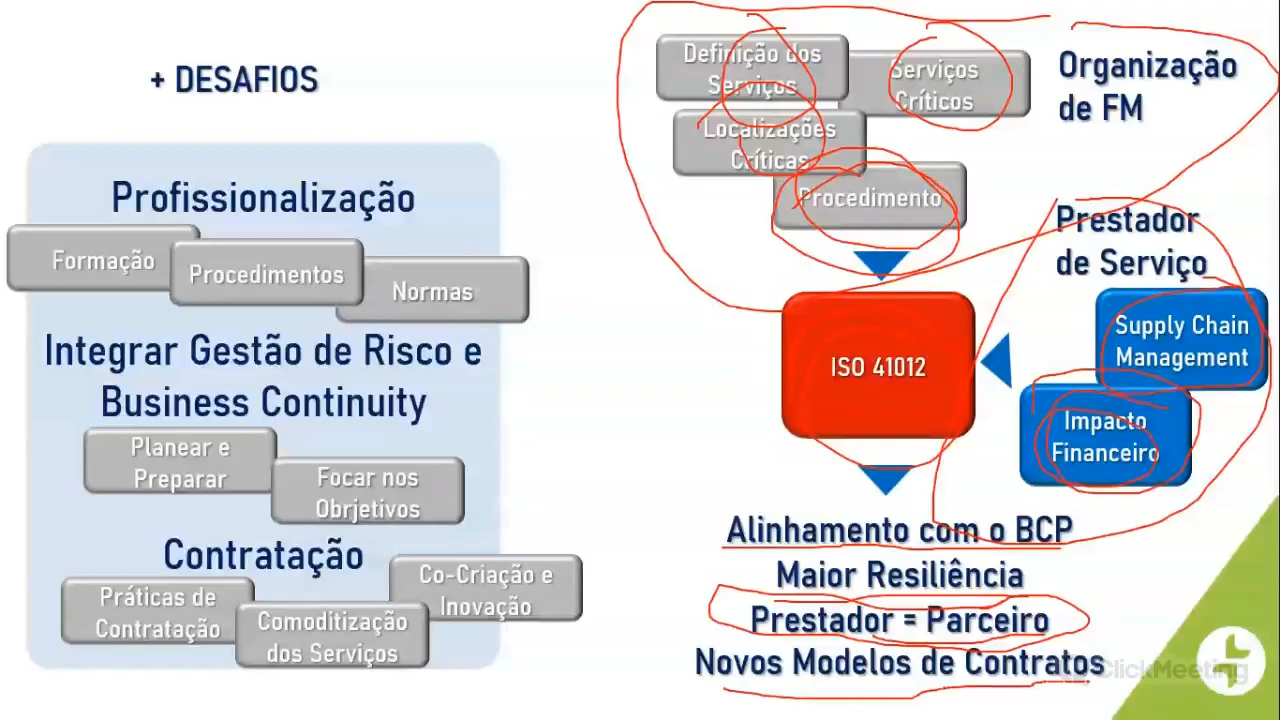 + DESAFIOS
Profissionalização
Formação
Procedimentos
Normas
Integrar Gestão de Risco e
Business Continuity
Planear e
Preparar
Focar nos
Obrjetivos
Contratação
Práticas de
Contratação
Comoditização
dos Serviços
Co-Criação e
Inovação
Definição dos
Serviços
Serviços
Críticos
Localizações
Críticas
Procedimento
Organização
de FM
Prestador
de Serviço
Supply Chain
Management
Impacto
Financeiro
ISO 41012
Alinhamento com o BCP
Maior Resiliência
Prestador = Parceiro
Novos Modelos de Contratos
ClickMeeting